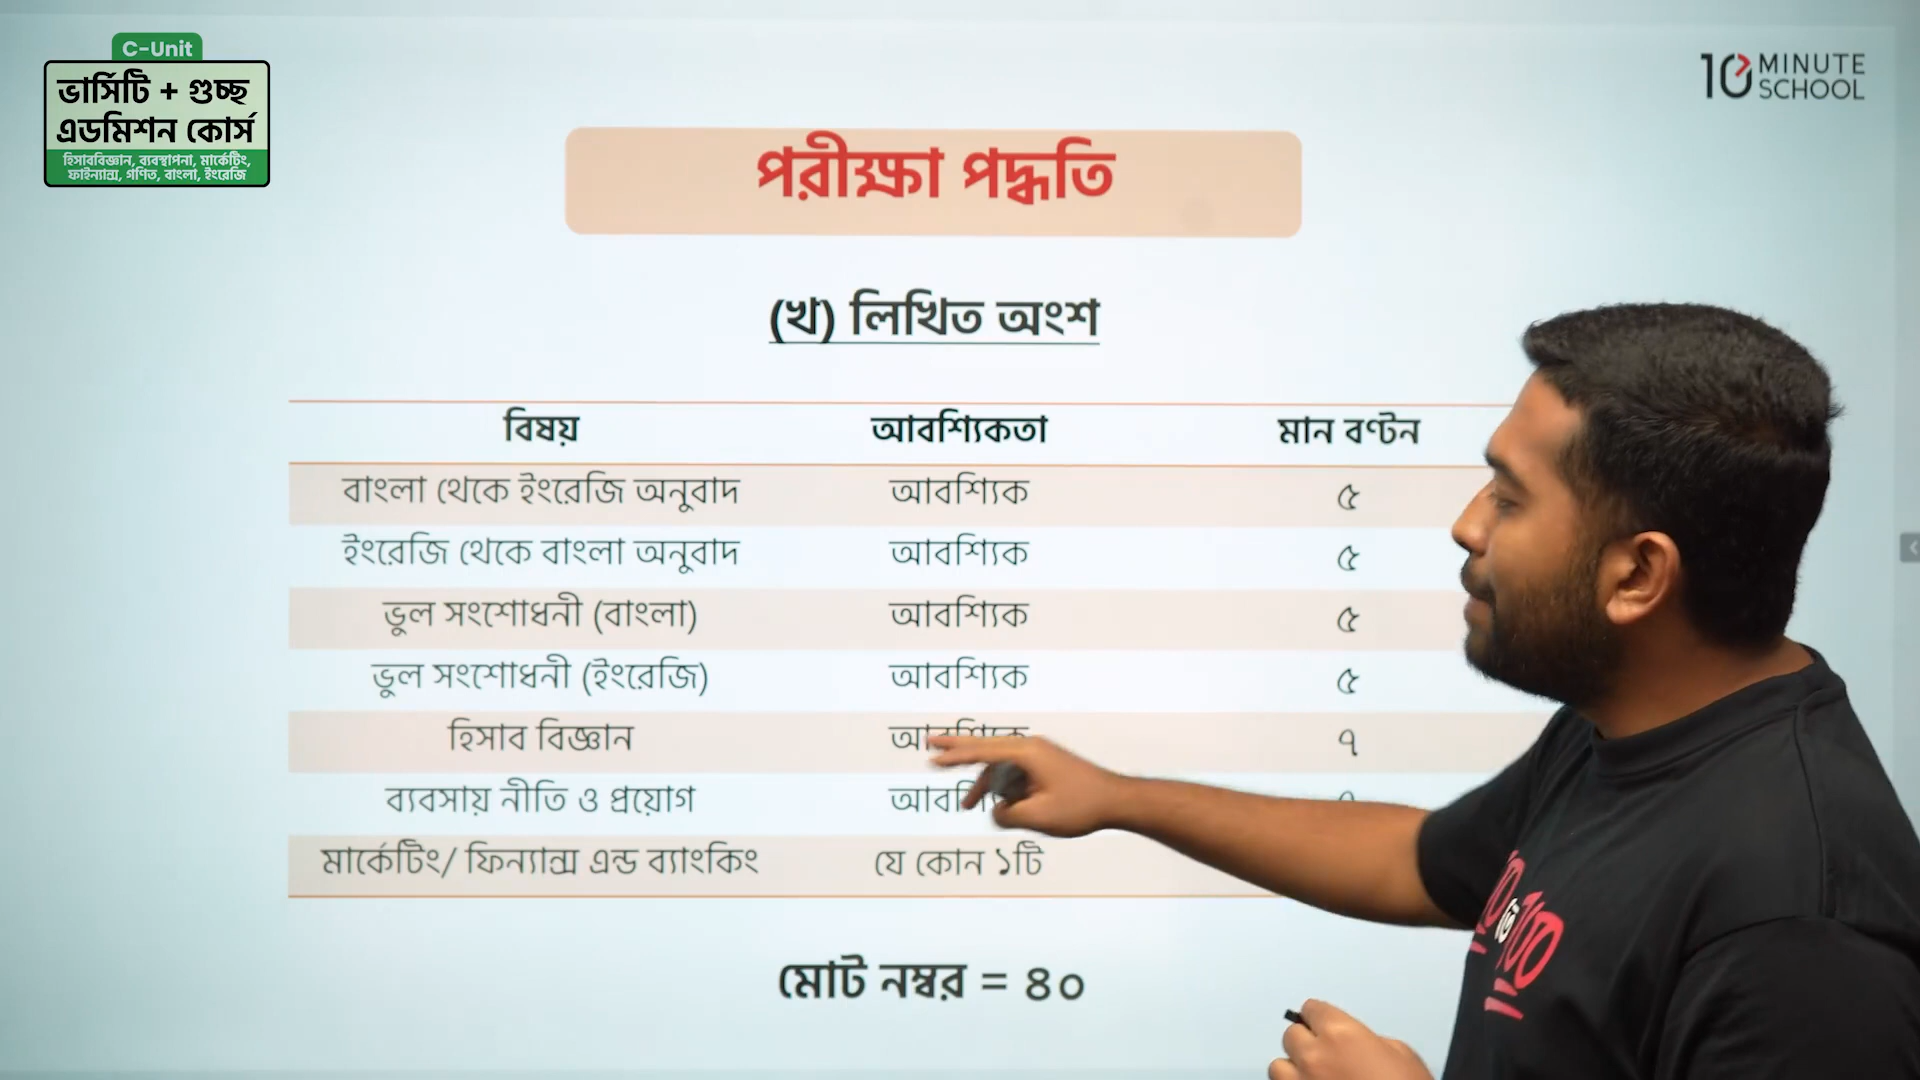 C-Unit
ভার্সিটি + গুচ্ছ
এডমিশন কোর্স
হিসাববিজ্ঞান, ব্যবস্থাপনা, মার্কেটিং,
ফাইন্যান্স, গণিত, বাংলা, ইংরেজি
10 MINUTE SCHOOL
পরীক্ষা পদ্ধতি
(খ) লিখিত অংশ
বিষয় আবশ্যিকতা মান বণ্টন
বাংলা থেকে ইংরেজি অনুবাদ আবশ্যিক ৫
ইংরেজি থেকে বাংলা অনুবাদ আবশ্যিক ৫
ভুল সংশোধনী (বাংলা) আবশ্যিক ৫
ভুল সংশোধনী (ইংরেজি) আবশ্যিক ৫
হিসাব বিজ্ঞান আবশ্যিক ৭
ব্যবসায় নীতি ও প্রয়োগ
মার্কেটিং/ ফিন্যান্স এন্ড ব্যাংকিং যে কোন ১টি
মোট নম্বর = ৪০